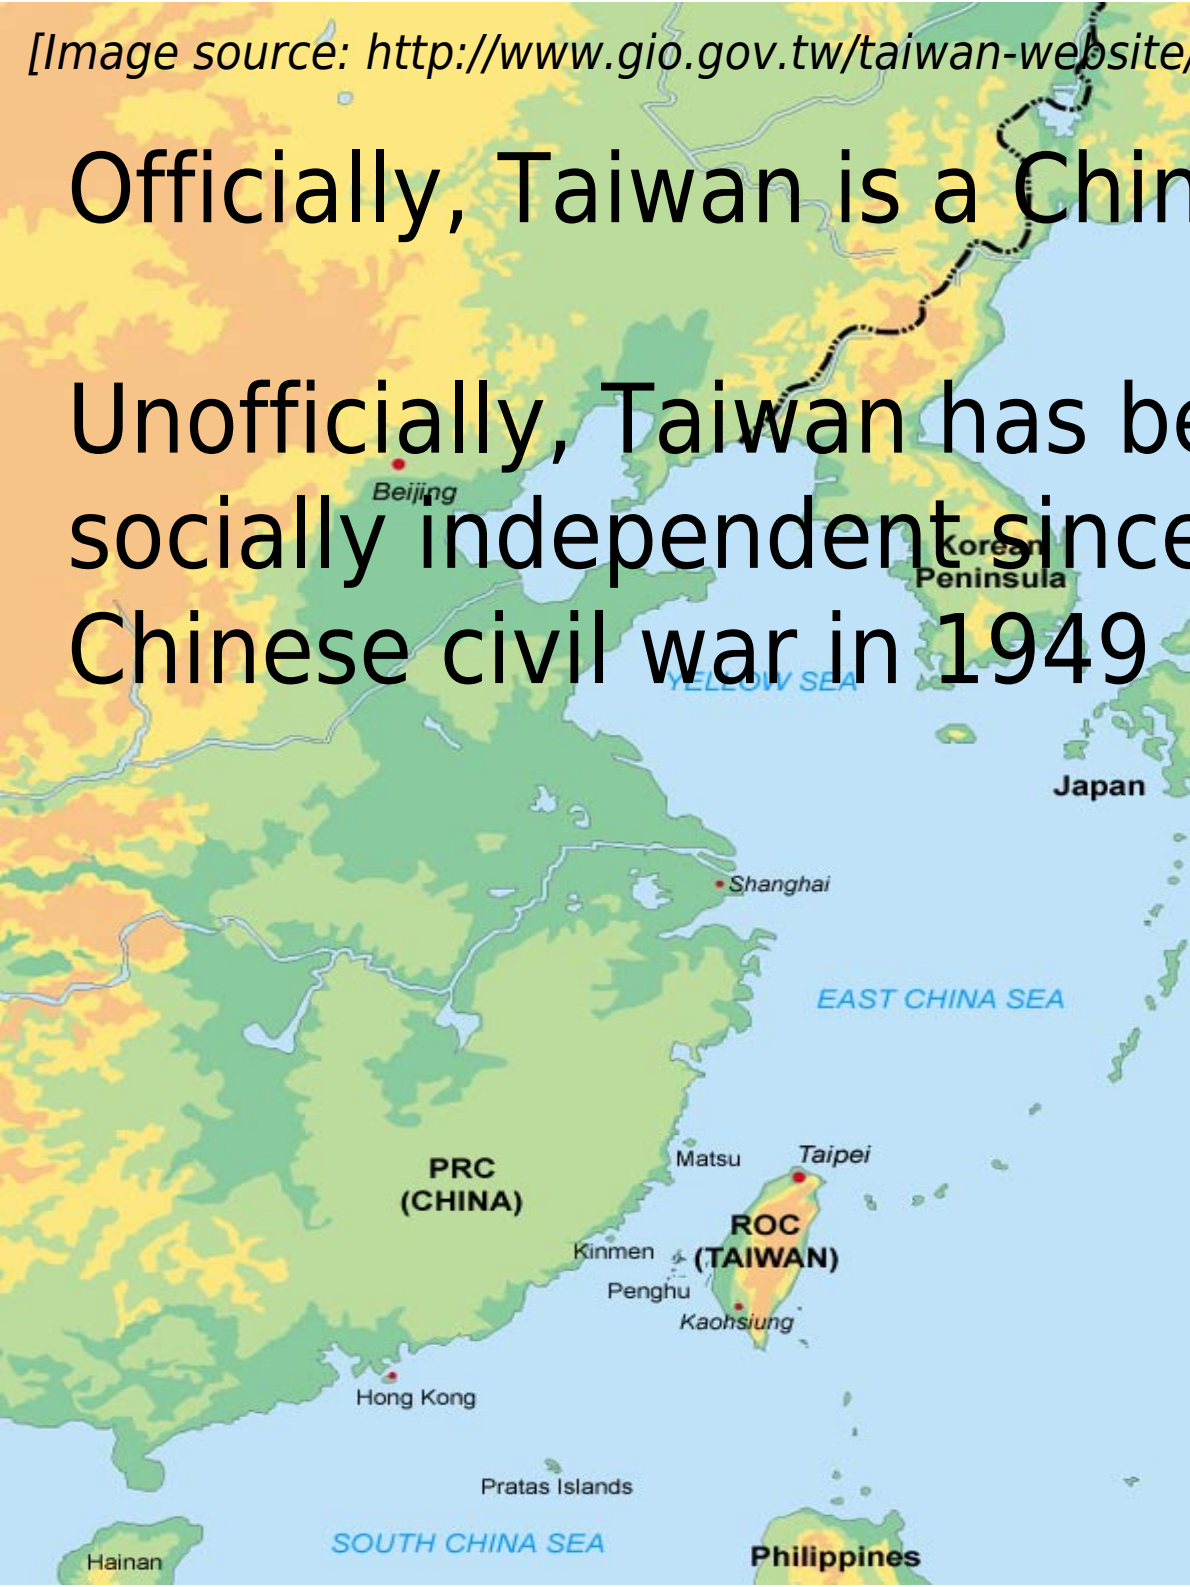 [Image source: http://www.gio.gov.tw/taiwan-website/
Officially, Taiwan is a Chin
Unofficially, Taiwan has be
socially independent since
Chinese civil war in 1949
Beijing
Korean
Peninsula
YELLOW SEA
Japan
Shanghai
EAST CHINA SEA
Matsu
Taipei
PRC
(CHINA)
ROC
(TAIWAN)
Kinmen
Penghu
Kaohsiung
Hong Kong
Pratas Islands
SOUTH CHINA SEA
Hainan
Philippines